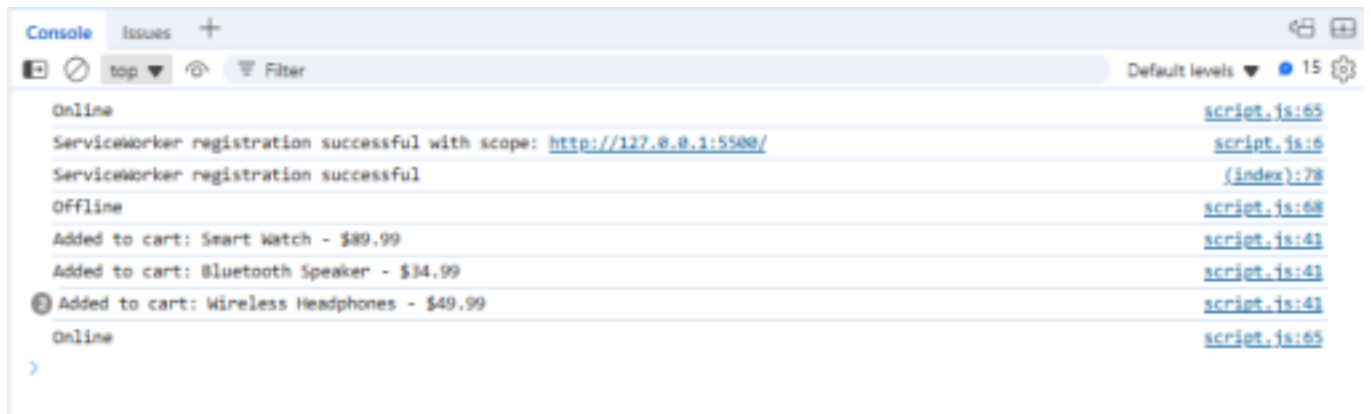 Console Issues
top Filter Default levels 15
Online script.js:65
ServiceWorker registration successful with scope: http://127.0.0.1:5500/ script.js:6
ServiceWorker registration successful (index):78
Offline script.js:68
Added to cart: Smart Watch - $89.99 script.js:41
Added to cart: Bluetooth Speaker - $34.99 script.js:41
2 Added to cart: Wireless Headphones - $49.99 script.js:41
Online script.js:65